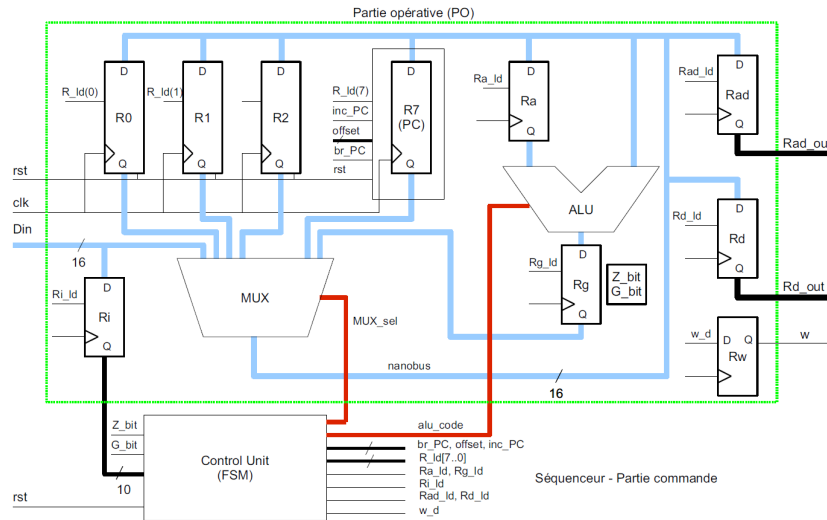 Partie opérative (PO)
D
R_ld(0)
R0
Q
D
R_ld(1)
R1
Q
D
R2
Q
R_ld(7)
inc_PC
offset
br_PC
rst
D
R7
(PC)
Q
Ra_ld
D
Ra
Q
Rad_ld
D
Rad
Q
Rad_ou
rst
clk
Din
16
ALU
Rd_ld
D
Rd
Q
Rd_out
Ri_ld
D
Ri
Q
MUX
MUX_sel
Rg_ld
D
Rg
Q
Z_bit
G_bit
w_d
D Q
Rw
w
nanobus
16
Z_bit
G_bit
10
rst
Control Unit
(FSM)
alu_code
br_PC, offset, inc_PC
R_ld[7..0]
Ra_ld, Rg_ld
Ri_ld
Rad_ld, Rd_ld
w_d
Séquenceur - Partie commande